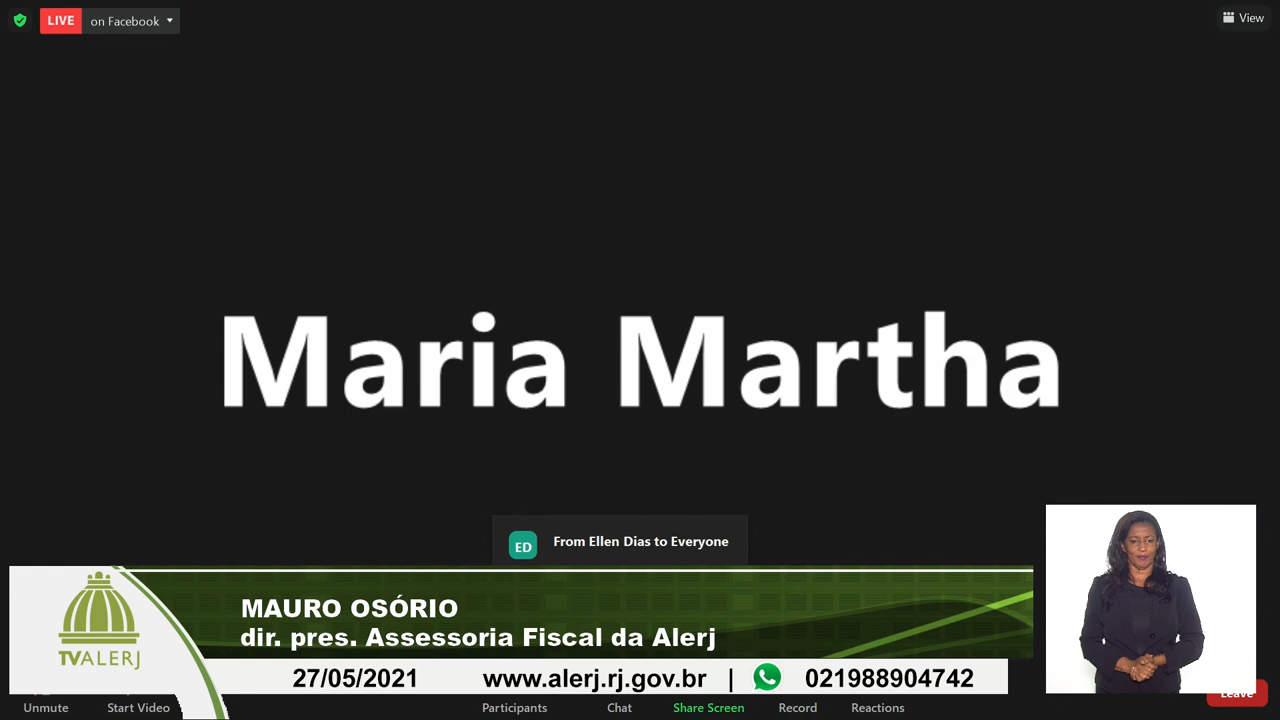 LIVE on Facebook
View
Maria Martha
ED From Ellen Dias to Everyone
MAURO OSÓRIO
dir. pres. Assessoria Fiscal da Alerj
TVALERJ
27/05/2021 www.alerj.rj.gov.br | 021988904742
Leave
Unmute Start Video Participants Chat Share Screen Record Reactions